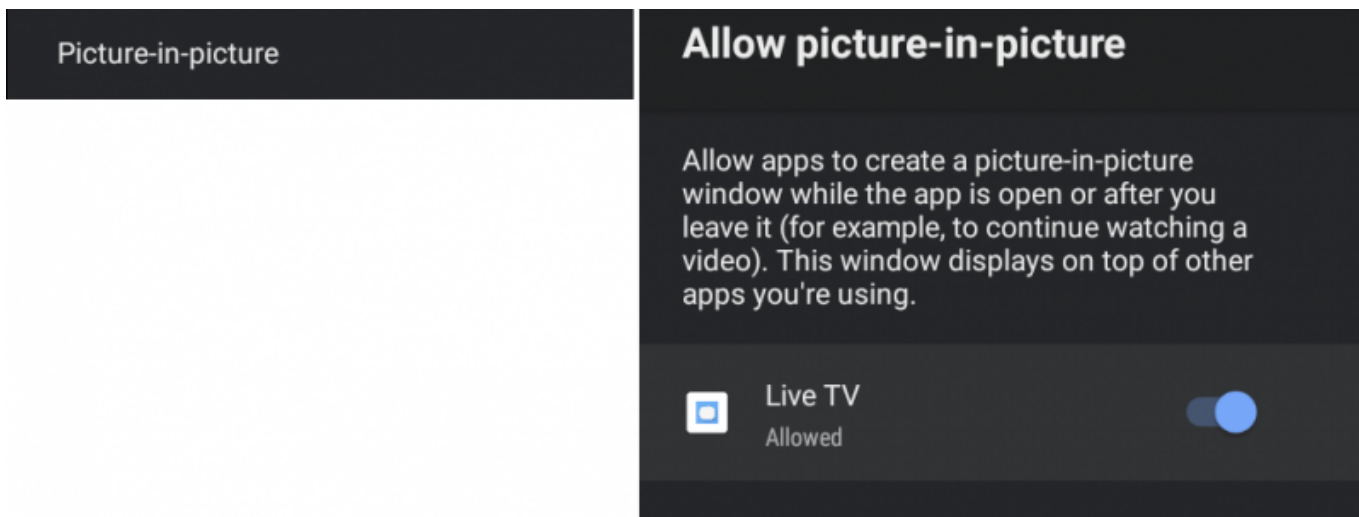 Picture-in-picture
Allow picture-in-picture
Allow apps to create a picture-in-picture
window while the app is open or after you
leave it (for example, to continue watching a
video). This window displays on top of other
apps you're using.
Live TV
Allowed